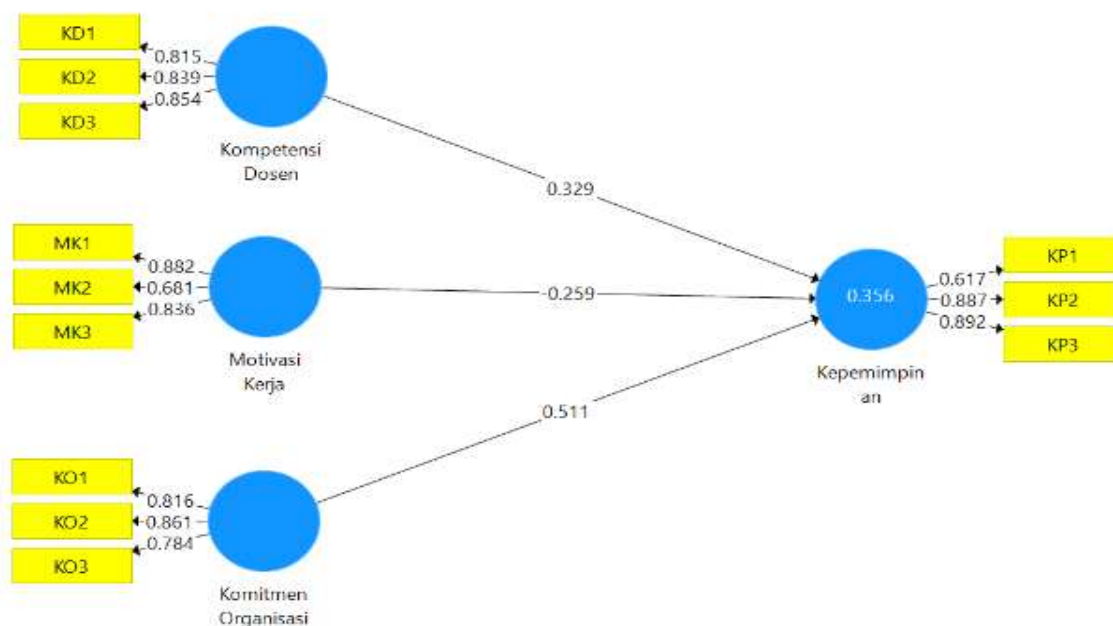 KD1
KD2
KD3
0.815
0.839
0.854
Kompetensi
Dosen
0.329
MK1
MK2
MK3
0.882
0.681
0.836
Motivasi
Kerja
-0.259
KO1
KO2
KO3
0.816
0.861
0.784
Komitmen
Organisasi
0.511
0.356
Kepemimpin
an
0.617
0.887
0.892
KP1
KP2
KP3